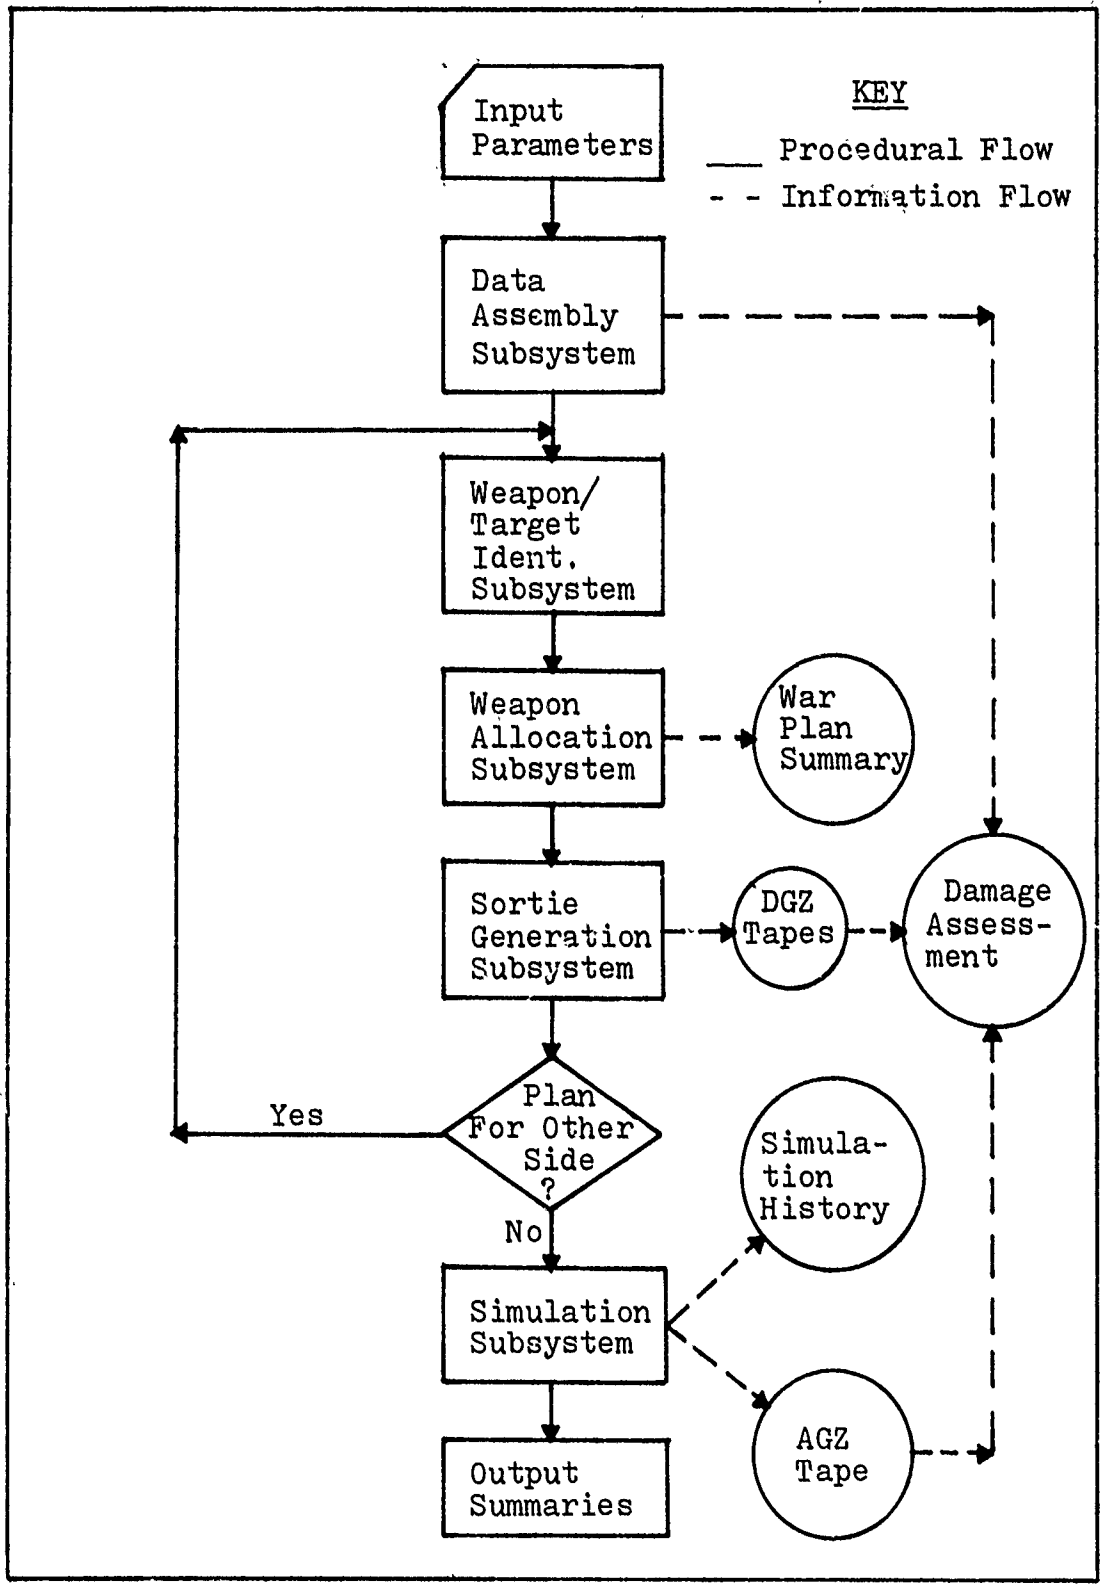 Input
Parameters
KEY
Procedural Flow
Information Flow
Data
Assembly
Subsystem
Weapon/
Target
Ident.
Subsystem
Weapon
Allocation
Subsystem
War
Plan
Summary
Sortie
Generation
Subsystem
DGZ
Tapes
Damage
Assess-
ment
Plan
For Other
Side
?
Yes
No
Simula-
tion
History
Simulation
Subsystem
AGZ
Tape
Output
Summaries